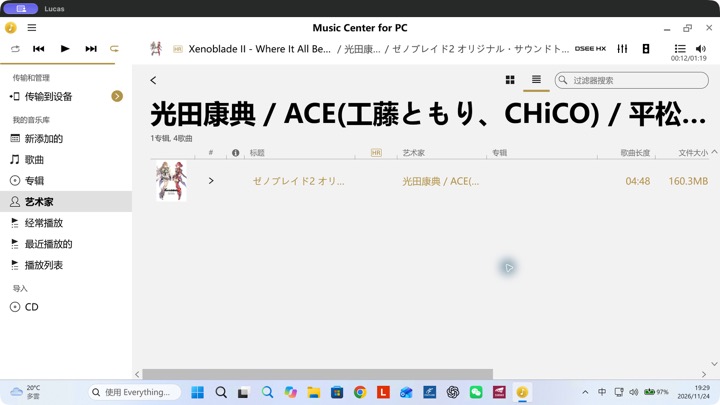 Lucas
Music Center for PC
HR Xenoblade II - Where It All Be... / 光田康... / ゼノブレイド2 オリジナル・サウンドト... DSEE HX
00:12/01:19
传输和管理
传输到设备
我的音乐库
新添加的
歌曲
专辑
艺术家
经常播放
最近播放的
播放列表
导入
CD
过滤器搜索
光田康典 / ACE(工藤ともり、CHiCO) / 平松...
1专辑, 4歌曲
# 标题 HR 艺术家 专辑 歌曲长度 文件大小
ゼノブレイド2 オリ... 光田康典 / ACE(... 04:48 160.3MB
20°C
多云
使用 Everything...
中
97%
19:29
2026/11/24